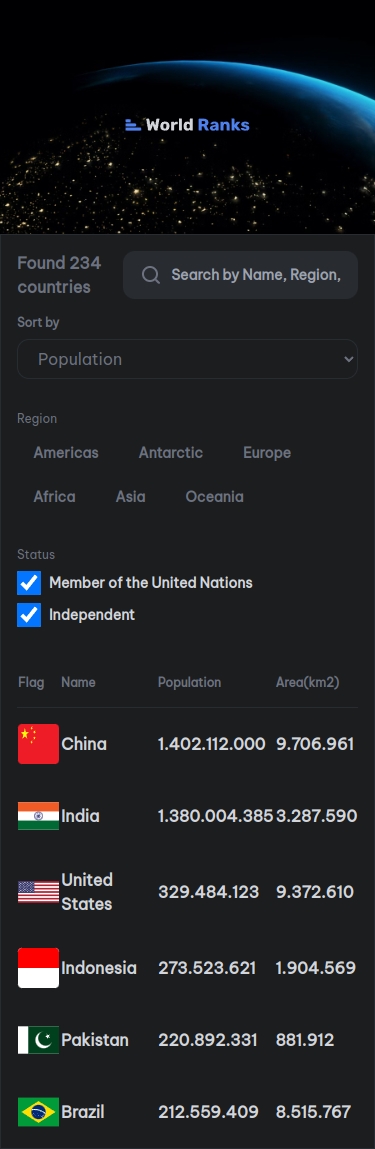 World Ranks
Found 234
countries
Search by Name, Region,
Sort by
Population
Region
Americas Antarctic Europe
Africa Asia Oceania
Status
Member of the United Nations
Independent
Flag Name Population Area(km2)
China 1.402.112.000 9.706.961
India 1.380.004.385 3.287.590
United
States 329.484.123 9.372.610
Indonesia 273.523.621 1.904.569
Pakistan 220.892.331 881.912
Brazil 212.559.409 8.515.767